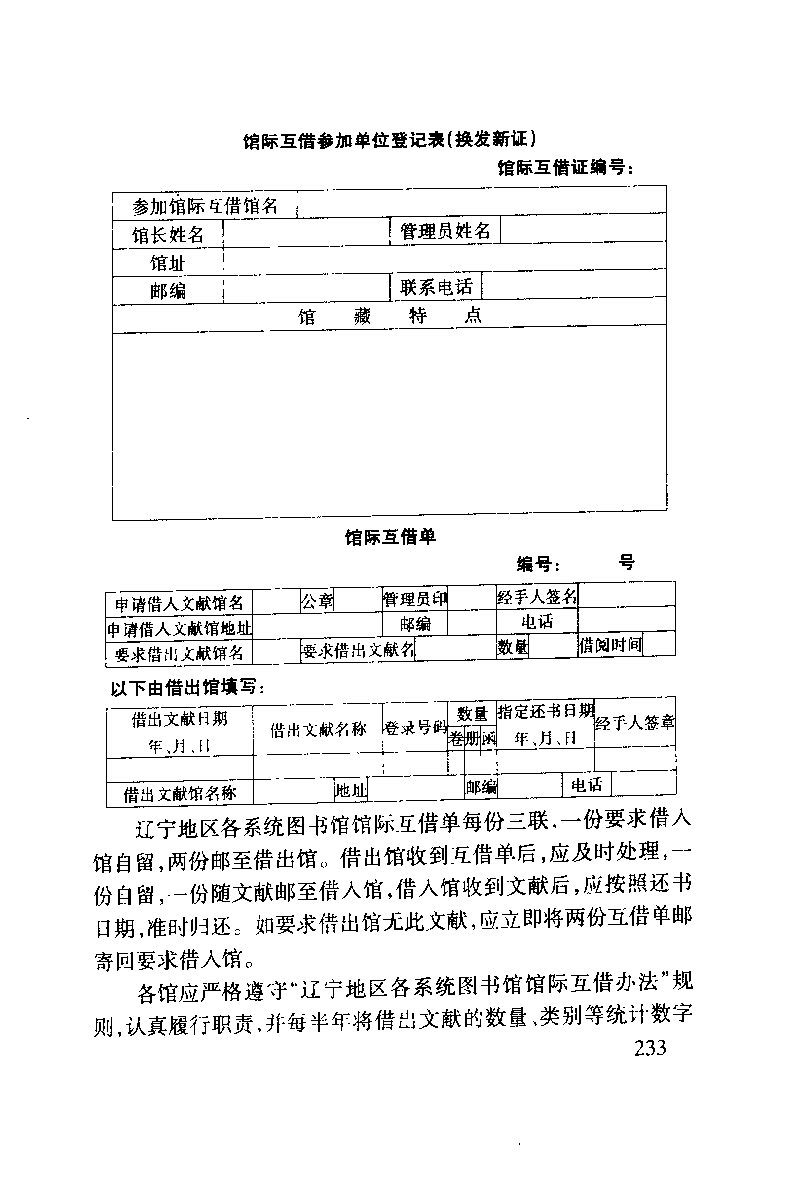 馆际互借参加单位登记表(换发新证)
馆际互借证编号:
参加馆际互借馆名
馆长姓名 管理员姓名
馆址
邮编 联系电话
馆 藏 特 点
馆际互借单
编号: 号
申请借入文献馆名 公章 管理员印 经手人签名
申请借入文献馆地址 邮编 电话
要求借出文献馆名 要求借出文献名 数量 借阅时间
以下由借出馆填写:
借出文献日期 年、月、日 借出文献名称 登录号码 数量 卷 册 函 指定还书日期 年、月、日 经手人签章
借出文献馆名称 地址 邮编 电话
辽宁地区各系统图书馆馆际互借单每份三联,一份要求借入
馆自留,两份邮至借出馆。借出馆收到互借单后,应及时处理,一
份自留,一份随文献邮至借入馆,借入馆收到文献后,应按照还书
日期,准时归还。如要求借出馆无此文献,应立即将两份互借单邮
寄回要求借入馆。
各馆应严格遵守“辽宁地区各系统图书馆馆际互借办法”规
则,认真履行职责,并每半年将借出文献的数量、类别等统计数字
233